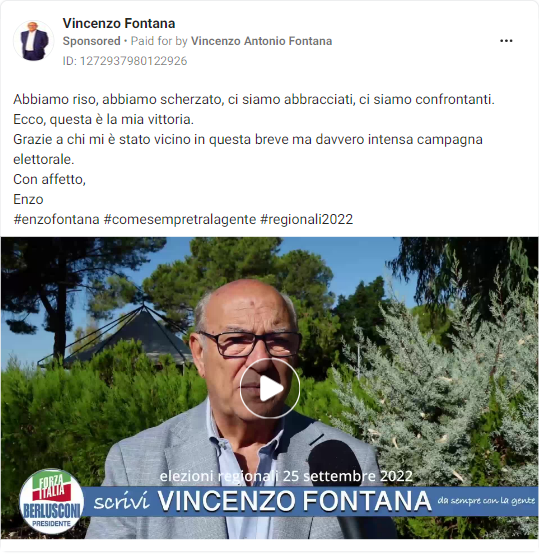 Vincenzo Fontana
Sponsored • Paid for by Vincenzo Antonio Fontana
ID: 1272937980122926
Abbiamo riso, abbiamo scherzato, ci siamo abbracciati, ci siamo confrontanti.
Ecco, questa è la mia vittoria.
Grazie a chi mi è stato vicino in questa breve ma davvero intensa campagna
elettorale.
Con affetto,
Enzo
#enzofontana #comesempretralagente #regionali2022
elezioni regionali 25 settembre 2022
FORZA
ITALIA
BERLUSCONI
PRESIDENTE
scrivi VINCENZO FONTANA da sempre con la gente